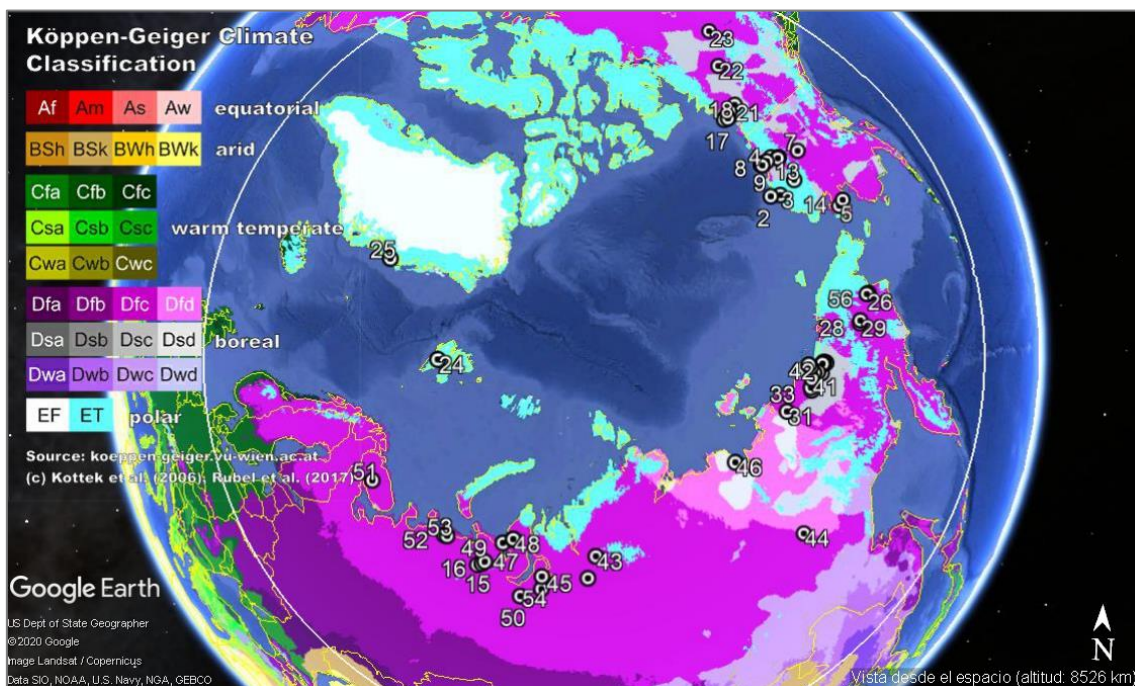 Köppen-Geiger Climate
Classification
Af Am As Aw equatorial
BSh BSk BWh BWk arid
Cfa Cfb Cfc
Csa Csb Csc warm temperate
Cwa Cwb Cwc
Dfa Dfb Dfc Dfd
Dsa Dsb Dsc Dsd boreal
Dwa Dwb Dwc Dwd
EF ET polar
Source: koeppen-geiger.vu-wien.ac.at
(c) Kottek et al. (2006), Rubel et al. (2017)
23
22
18 21
17
4 7
8 13
9 3 14 5
2
25
56 26
28 29
24
42 41
33 31
46
51
53
52 49 48 43 44
16 15 47 45
54
50
Google Earth
US Dept of State Geographer
©2020 Google
Image Landsat / Copernicus
Data SIO, NOAA, U.S. Navy, NGA, GEBCO
N
Vista desde el espacio (altitud: 8526 km)